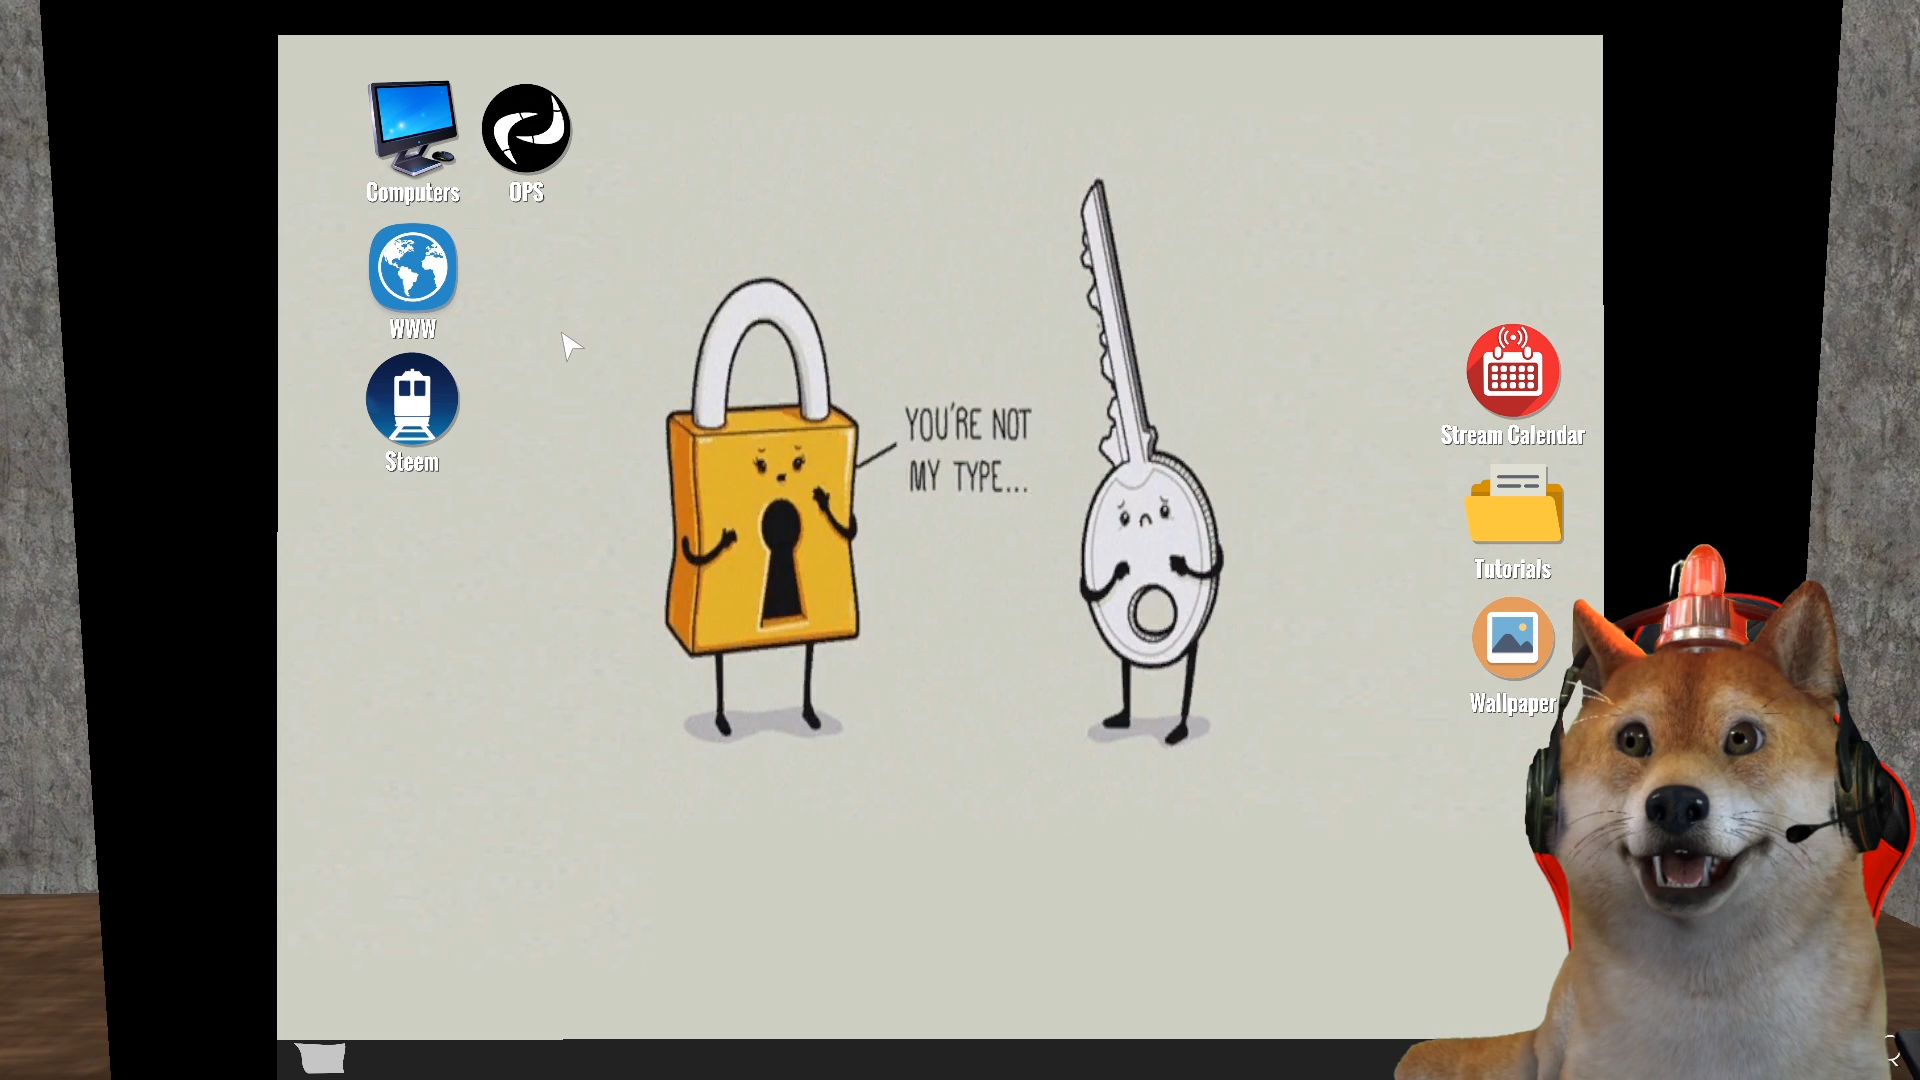 Computers
OPS
WWW
Steem
YOU'RE NOT
MY TYPE...
Stream Calendar
Tutorials
Wallpaper